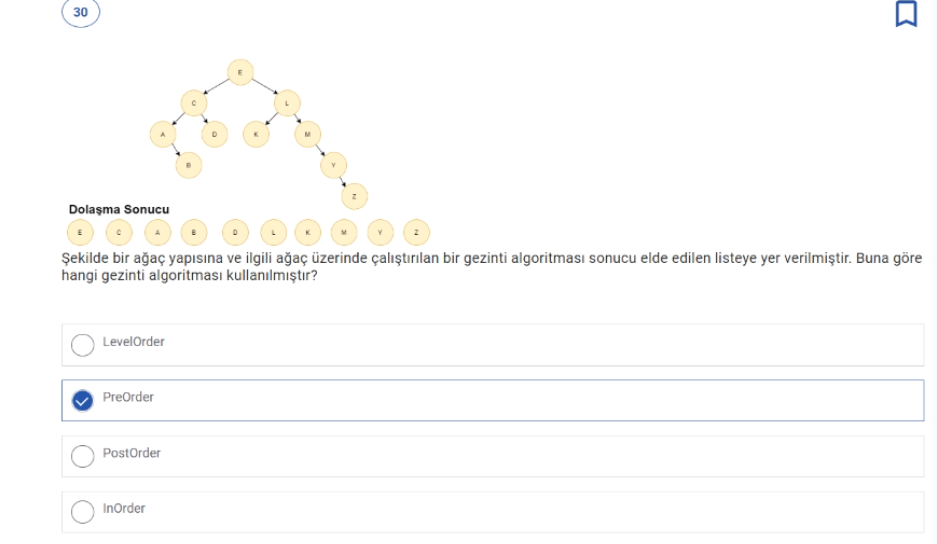 30
E
C
L
A
D
K
M
B
Y
Z
Dolaşma Sonucu
E C A B D L K M Y Z
Şekilde bir ağaç yapısına ve ilgili ağaç üzerinde çalıştırılan bir gezinti algoritması sonucu elde edilen listeye yer verilmiştir. Buna göre
hangi gezinti algoritması kullanılmıştır?
LevelOrder
PreOrder
PostOrder
InOrder